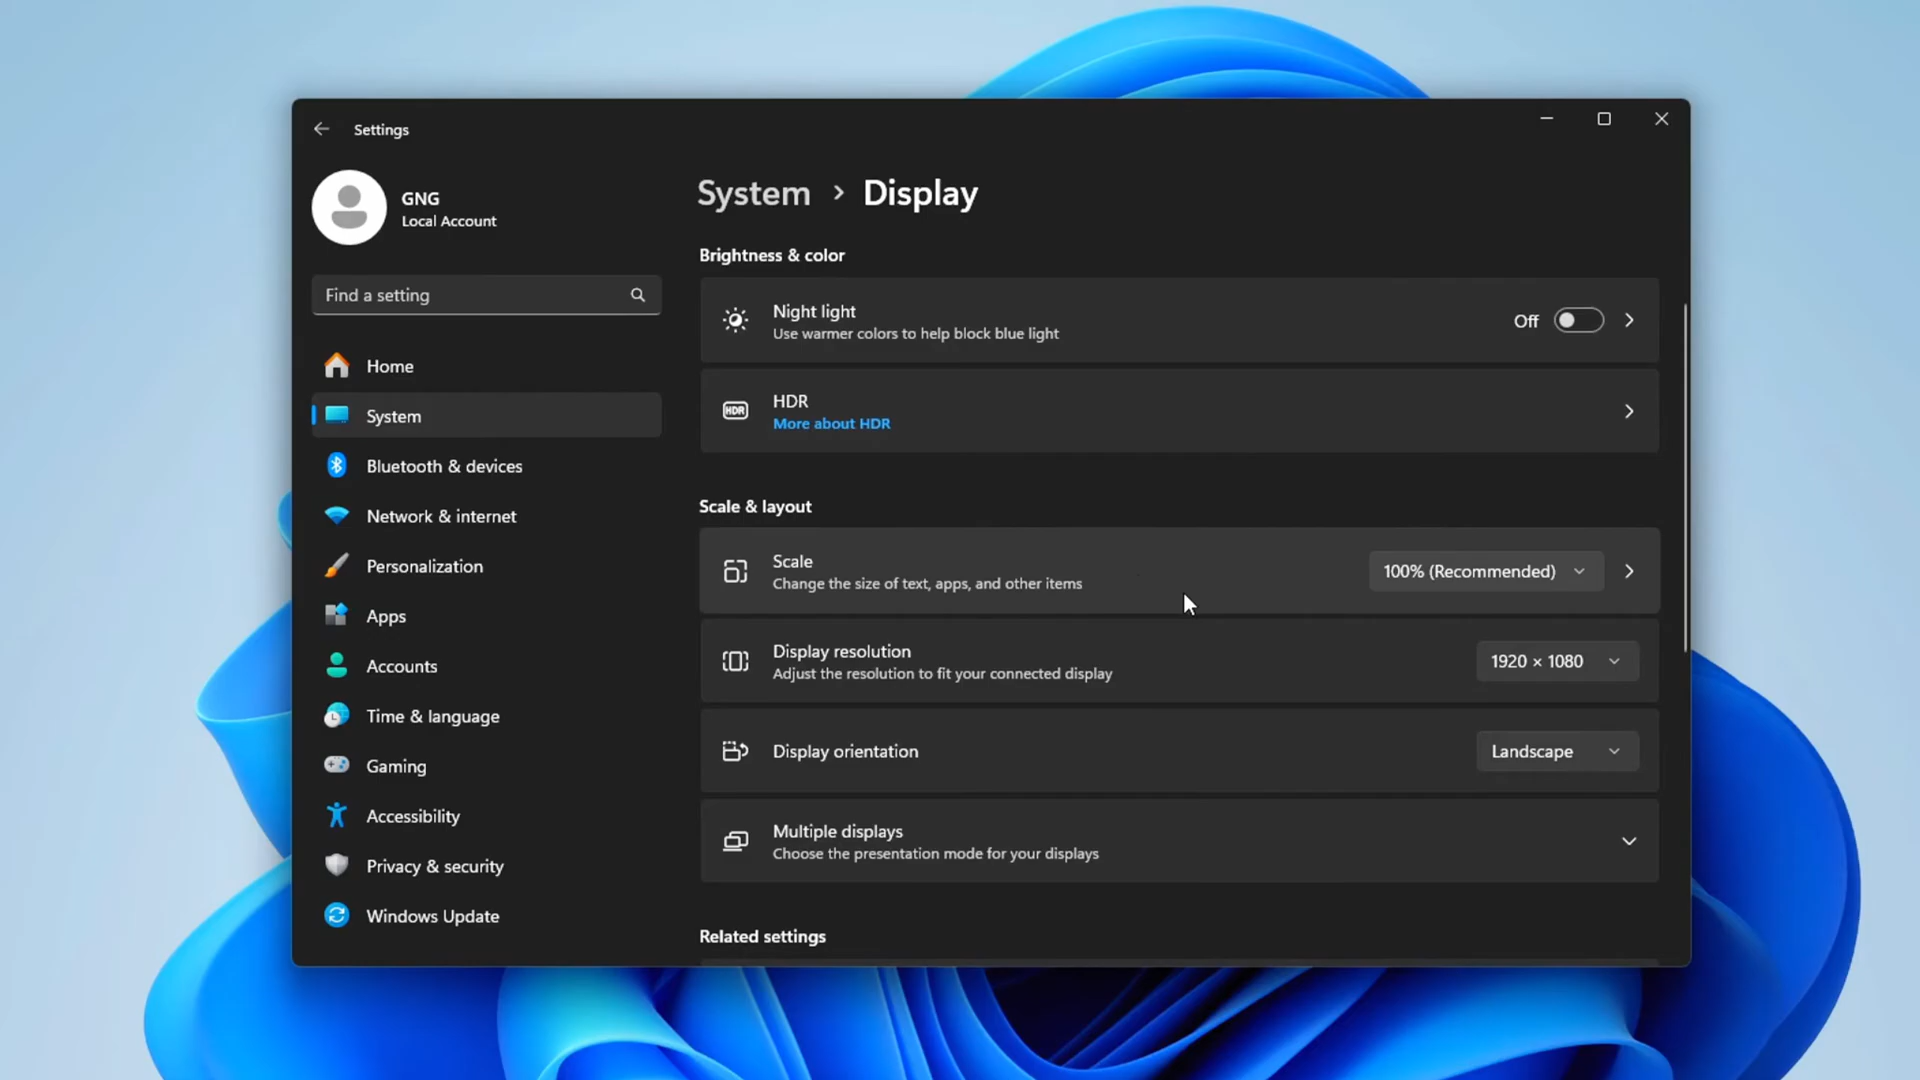 Settings
GNG
Local Account
Find a setting
Home
System
Bluetooth & devices
Network & internet
Personalization
Apps
Accounts
Time & language
Gaming
Accessibility
Privacy & security
Windows Update
System > Display
Brightness & color
Night light
Use warmer colors to help block blue light
Off
HDR
HDR
More about HDR
Scale & layout
Scale
Change the size of text, apps, and other items
100% (Recommended)
Display resolution
Adjust the resolution to fit your connected display
1920 × 1080
Display orientation
Landscape
Multiple displays
Choose the presentation mode for your displays
Related settings